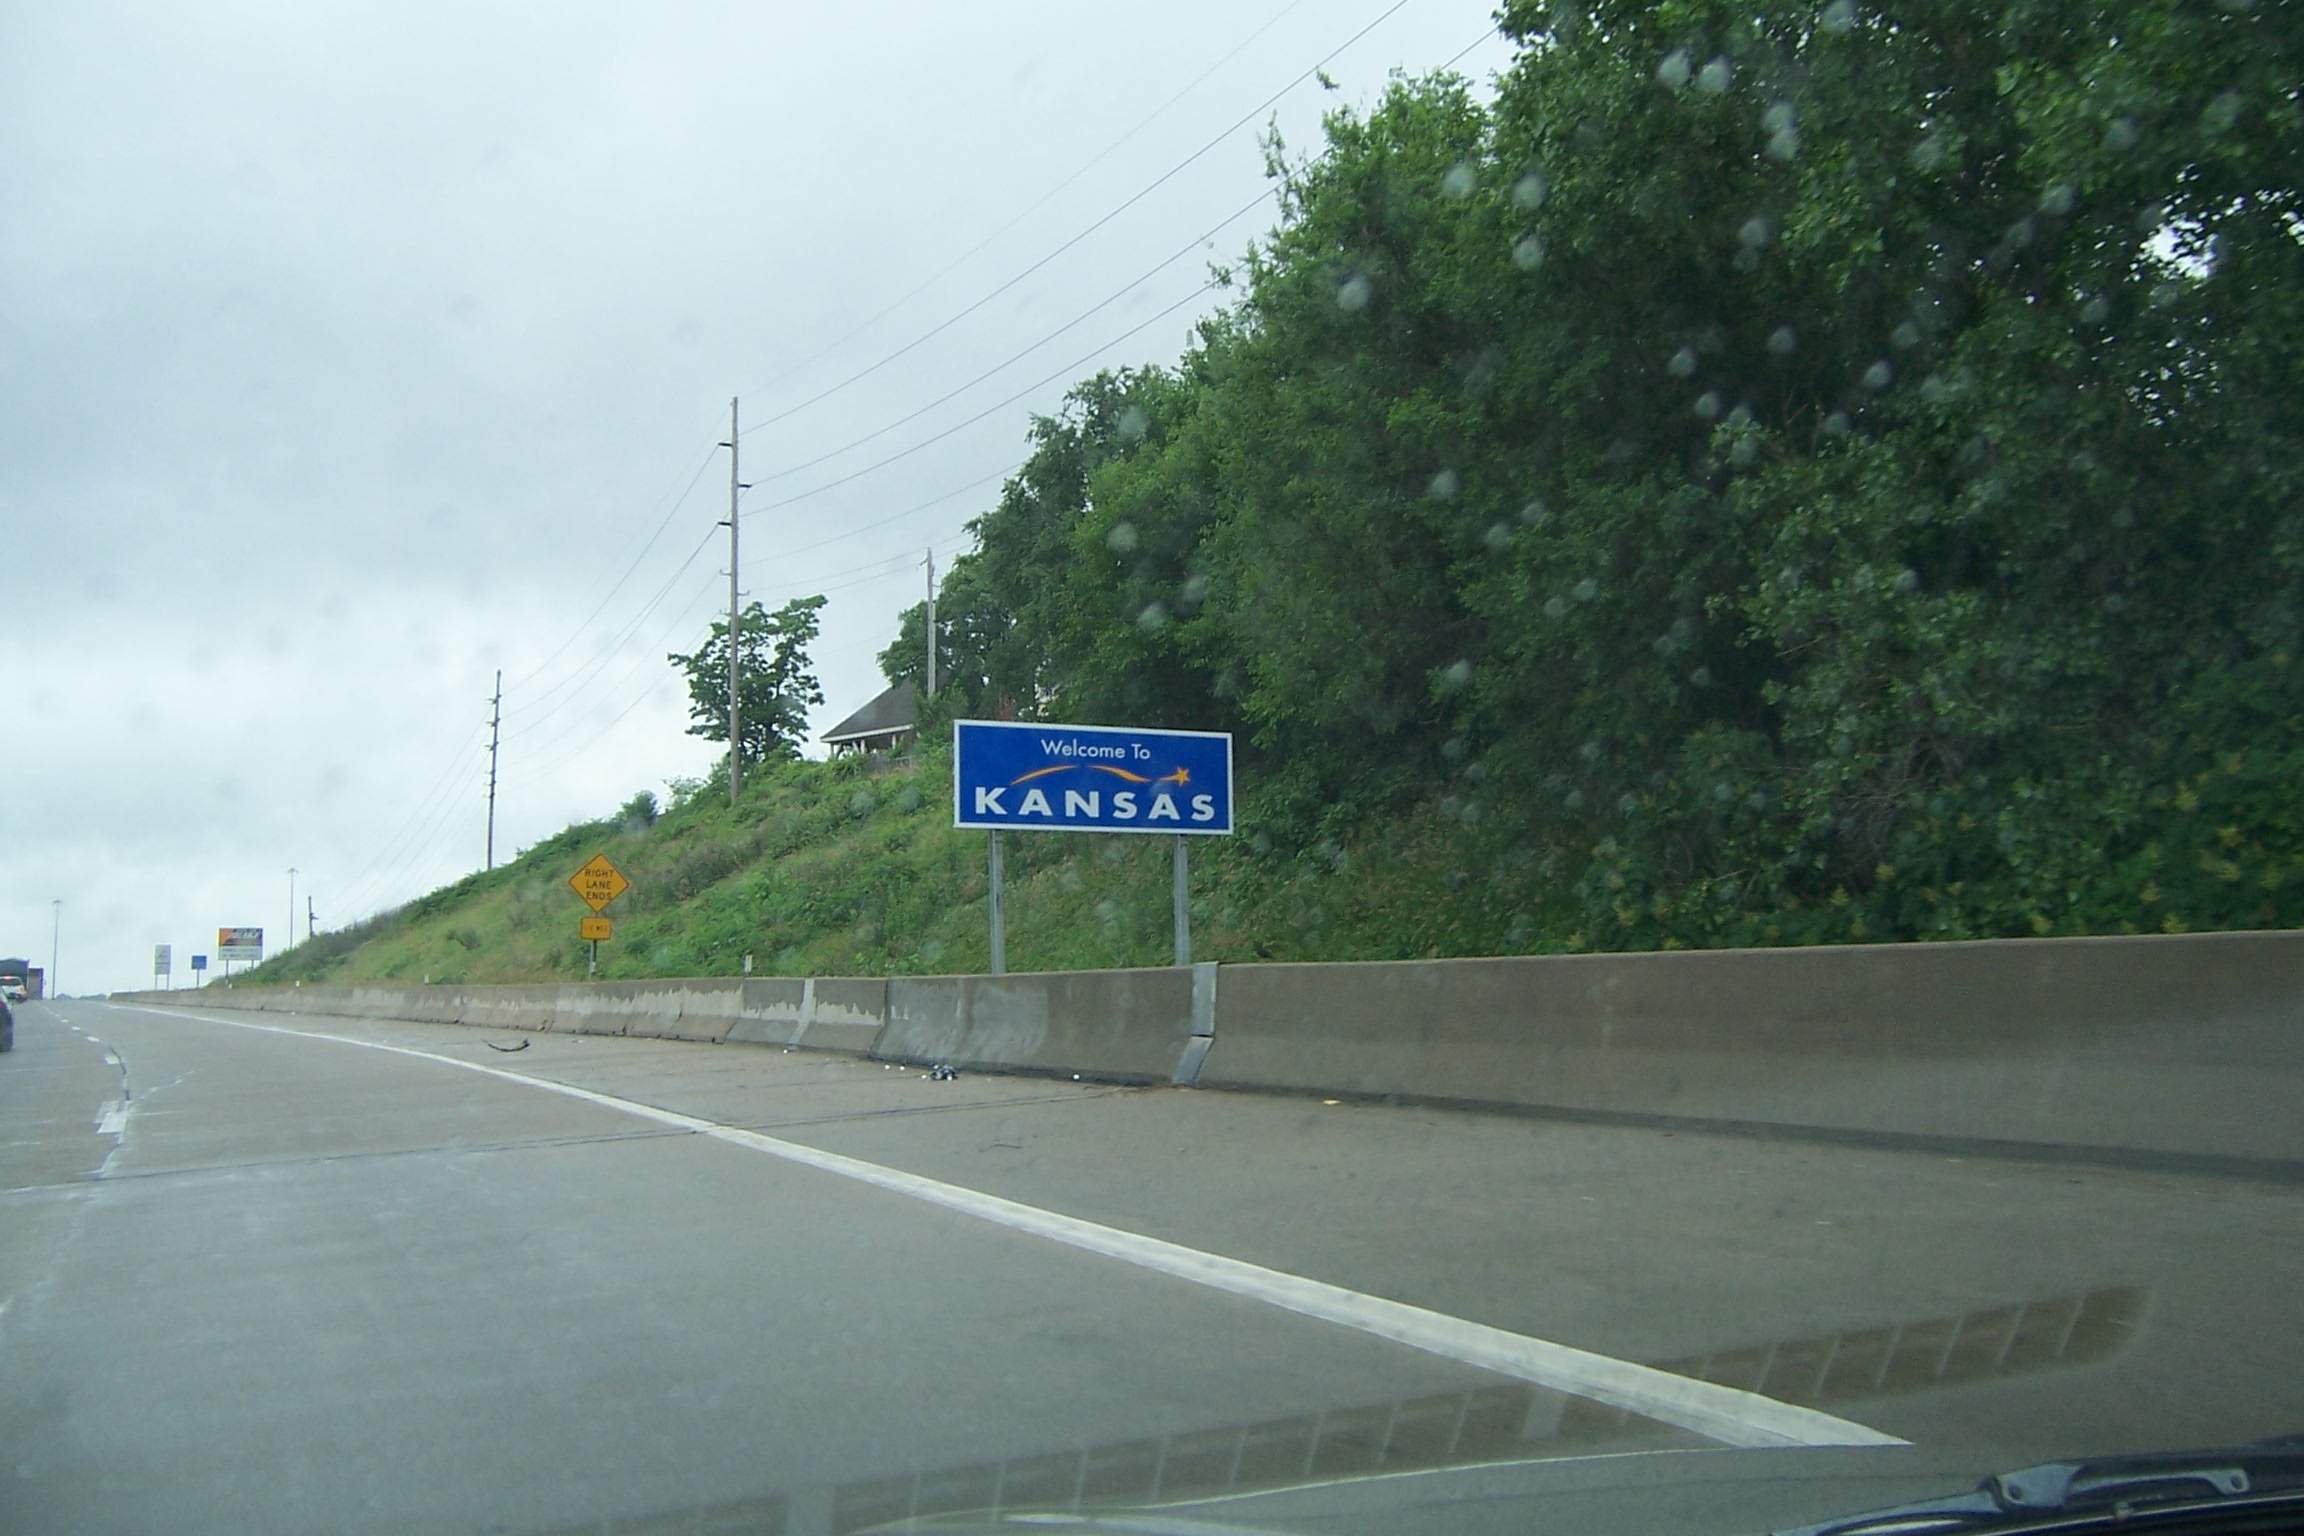 Welcome To
KANSAS
RIGHT
LANE
ENDS